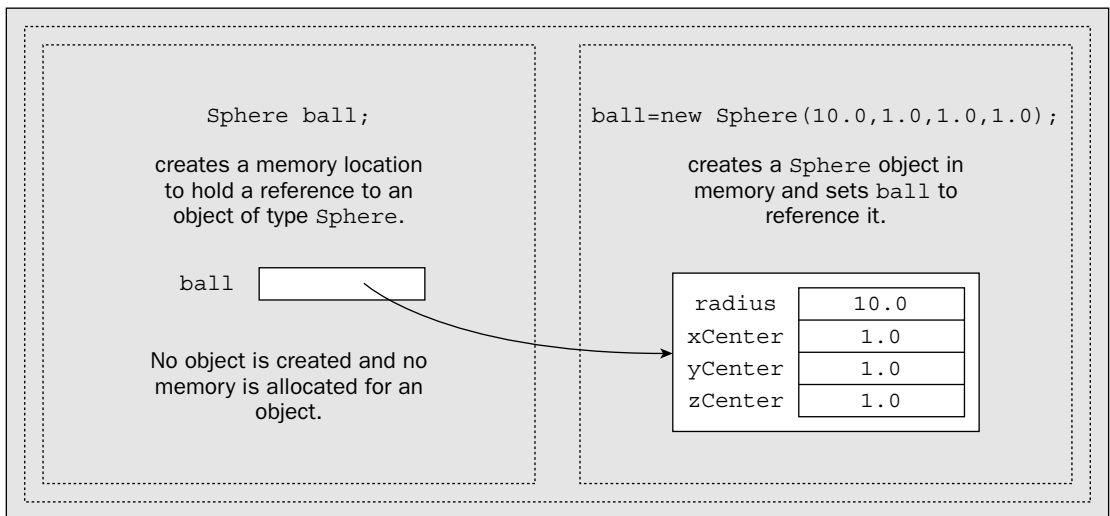 Sphere ball;
creates a memory location
to hold a reference to an
object of type Sphere.
ball
No object is created and no
memory is allocated for an
object.
ball=new Sphere(10.0,1.0,1.0,1.0);
creates a Sphere object in
memory and sets ball to
reference it.
radius 10.0
xCenter 1.0
yCenter 1.0
zCenter 1.0